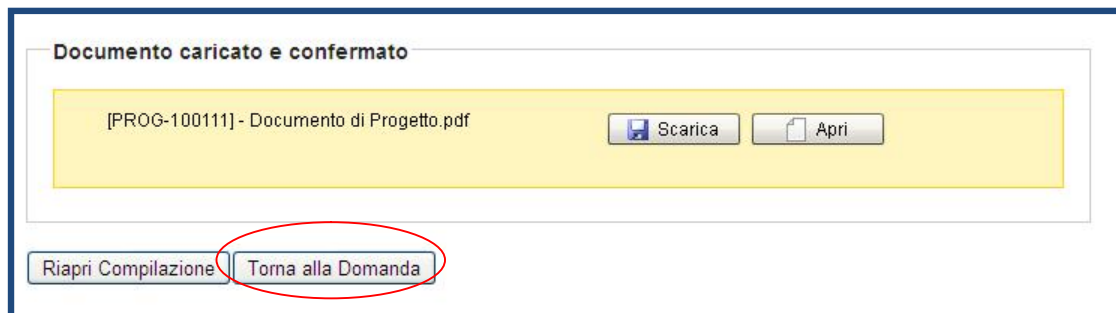 Documento caricato e confermato
[PROG-100111] - Documento di Progetto.pdf Scarica Apri
Riapri Compilazione Torna alla Domanda